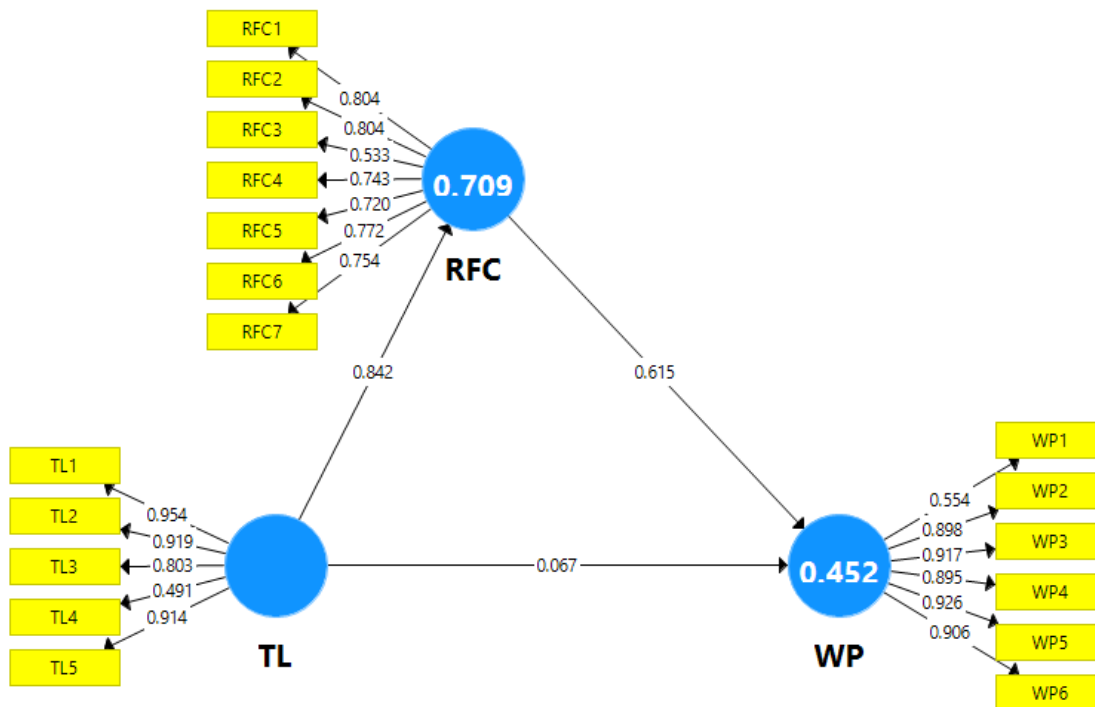 RFC1
RFC2
RFC3
RFC4
RFC5
RFC6
RFC7
0.804
0.804
0.533
0.743
0.720
0.772
0.754
0.709
RFC
0.842
0.615
TL1
TL2
TL3
TL4
TL5
0.954
0.919
0.803
0.491
0.914
TL
0.067
0.452
WP
0.554
0.898
0.917
0.895
0.926
0.906
WP1
WP2
WP3
WP4
WP5
WP6